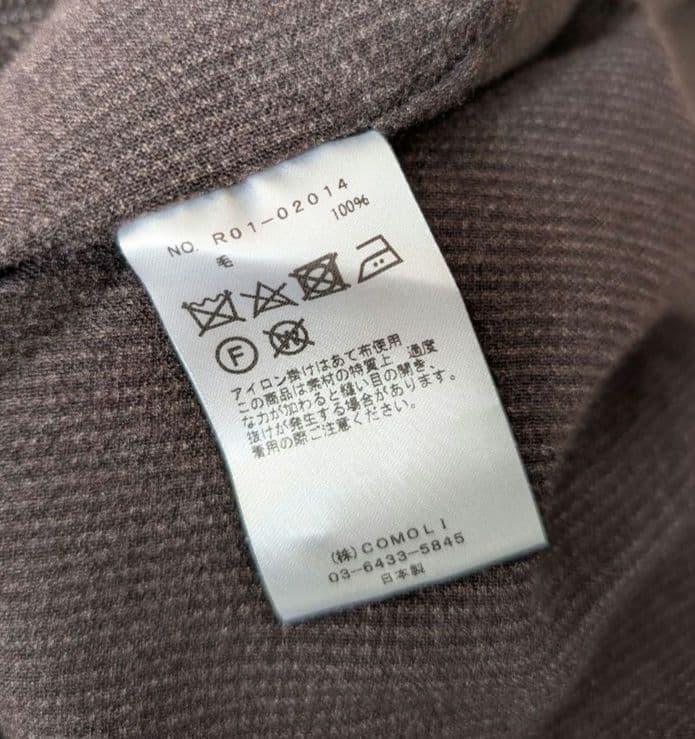 NO. R01-02014
毛 100%
F W
アイロン掛けはあて布使用
この商品は素材の特質上、過度
な力が加わると縫い目の開き、
抜けが発生する場合があります。
着用の際ご注意ください。
(株)COMOLI
03-6433-5845
日本製